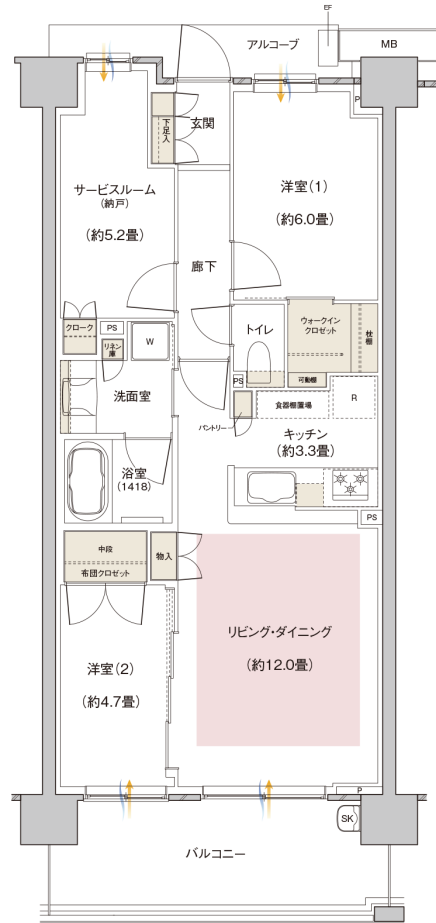 EF
アルコーブ
MB
P
下足入
玄関
サービスルーム
(納戸)
(約5.2畳)
洋室(1)
(約6.0畳)
廊下
クローク
PS
リネン庫
W
トイレ
ウォークイン
クロゼット
枕棚
洗面室
PS
可動棚
食器棚置場
R
パントリー
キッチン
(約3.3畳)
浴室
(1418)
PS
中段
布団クロゼット
物入
リビング・ダイニング
(約12.0畳)
洋室(2)
(約4.7畳)
P
SK
バルコニー